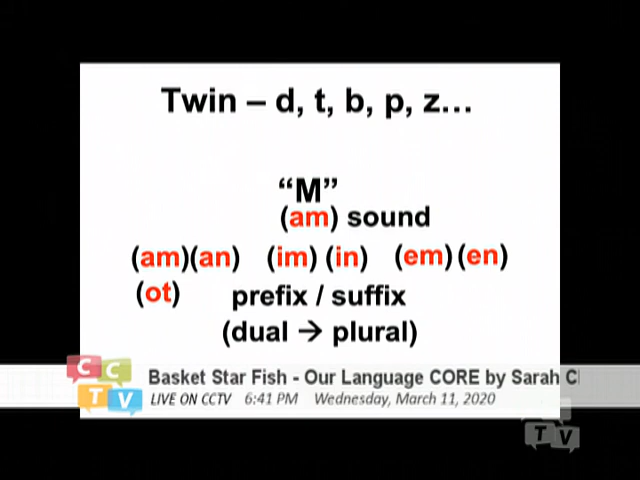 Twin – d, t, b, p, z…
“M”
(am) sound
(am)(an) (im) (in) (em) (en)
(ot) prefix / suffix
(dual → plural)
CCTV
Basket Star Fish - Our Language CORE by Sarah C
LIVE ON CCTV 6:41 PM Wednesday, March 11, 2020
TV